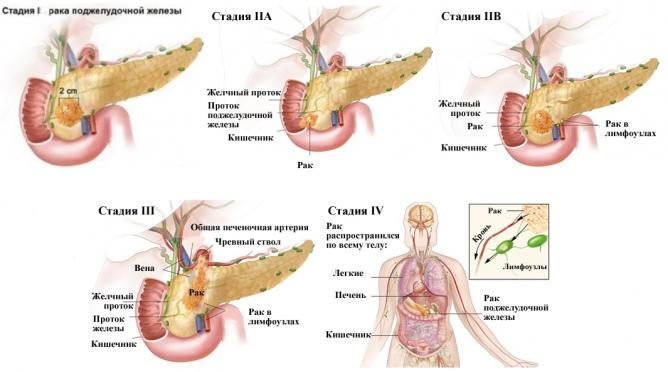 Стадия I рака поджелудочной железы
2 cm
Стадия IIA
Желчный проток
Проток
поджелудочной
железы
Кишечник
Рак
Стадия IIB
Желчный
проток
Рак
Кишечник
Рак в
лимфоузлах
Стадия III
Общая печеночная артерия
Чревный ствол
Вена
Рак
Желчный
проток
Проток
железы
Кишечник
Рак в
лимфоузлах
Стадия IV
Рак
распространился
по всему телу:
Легкие
Печень
Кишечник
Рак
поджелудочной
железы
Рак
Кровь
Лимфоузлы